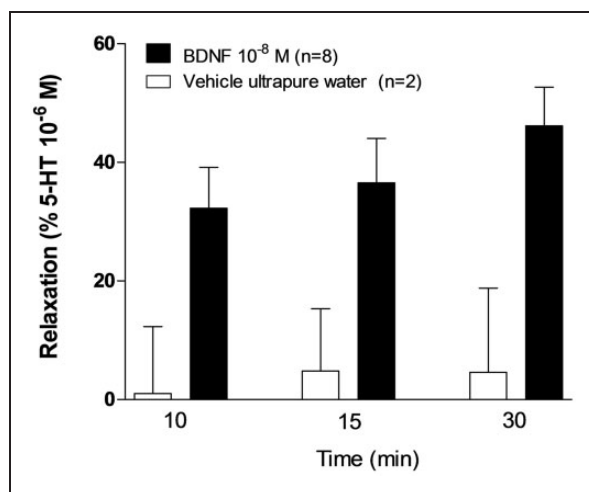 60
BDNF 10⁻⁸ M (n=8)
Vehicle ultrapure water (n=2)
40
20
0
Relaxation (% 5-HT 10⁻⁶ M)
10 15 30
Time (min)